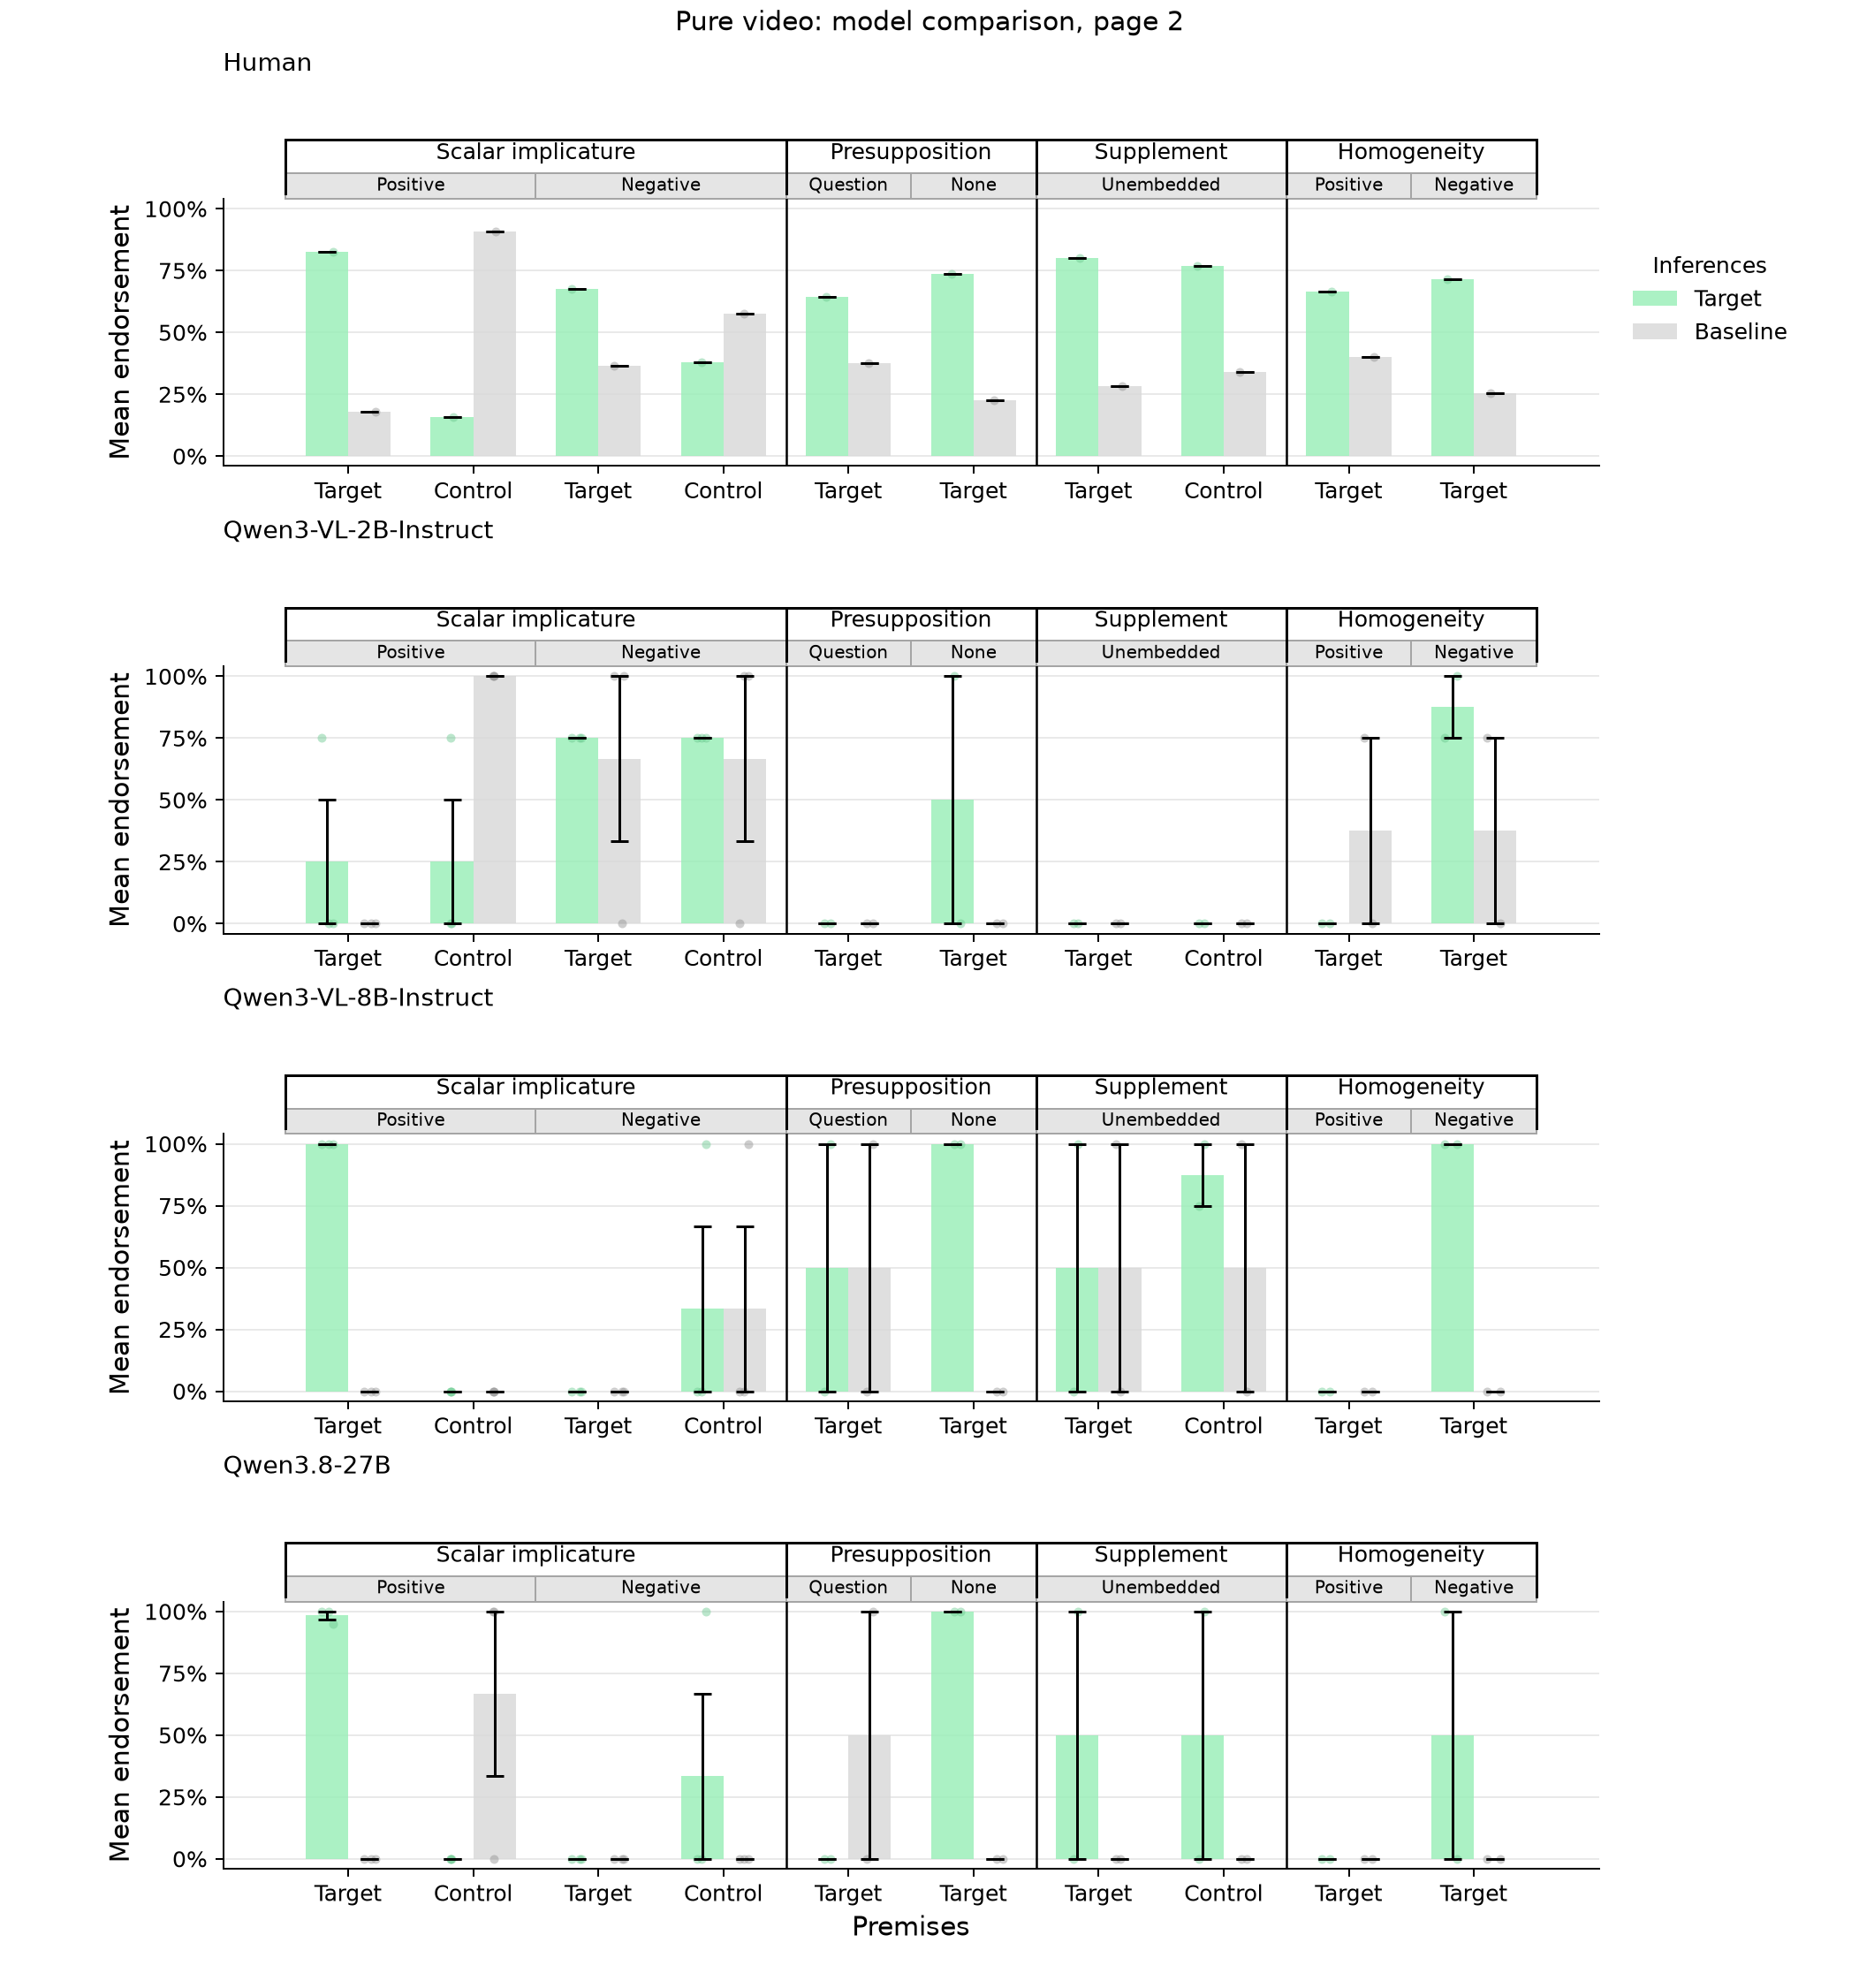 Pure video: model comparison, page 2
Human
Scalar implicature Presupposition Supplement Homogeneity
Positive Negative Question None Unembedded Positive Negative
Mean endorsement
100%
75%
50%
25%
0%
Target Control Target Control Target Target Target Control Target Target
Inferences
Target
Baseline
Qwen3-VL-2B-Instruct
Scalar implicature Presupposition Supplement Homogeneity
Positive Negative Question None Unembedded Positive Negative
Mean endorsement
100%
75%
50%
25%
0%
Target Control Target Control Target Target Target Control Target Target
Qwen3-VL-8B-Instruct
Scalar implicature Presupposition Supplement Homogeneity
Positive Negative Question None Unembedded Positive Negative
Mean endorsement
100%
75%
50%
25%
0%
Target Control Target Control Target Target Target Control Target Target
Qwen3.8-27B
Scalar implicature Presupposition Supplement Homogeneity
Positive Negative Question None Unembedded Positive Negative
Mean endorsement
100%
75%
50%
25%
0%
Target Control Target Control Target Target Target Control Target Target
Premises